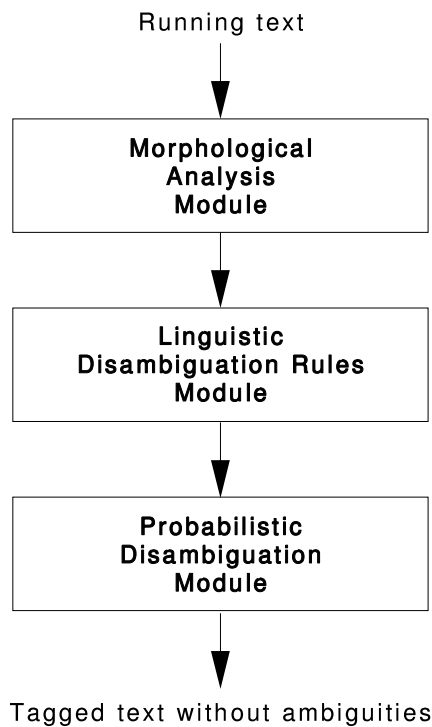 Running text
Morphological
Analysis
Module
Linguistic
Disambiguation Rules
Module
Probabilistic
Disambiguation
Module
Tagged text without ambiguities